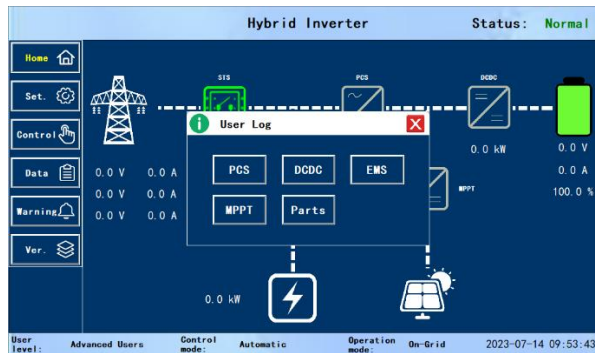 Hybrid Inverter
Status: Normal
Home
STS
PCS
DCDC
Set.
User Log
Control
0.0 kW
0.0 V
Data
0.0 V 0.0 A
PCS
DCDC
EMS
0.0 A
0.0 V 0.0 A
MPPT
100.0 %
Warning
0.0 V 0.0 A
MPPT
Parts
Ver.
0.0 kW
User level: Advanced Users
Control mode: Automatic
Operation mode: On-Grid
2023-07-14 09:53:43